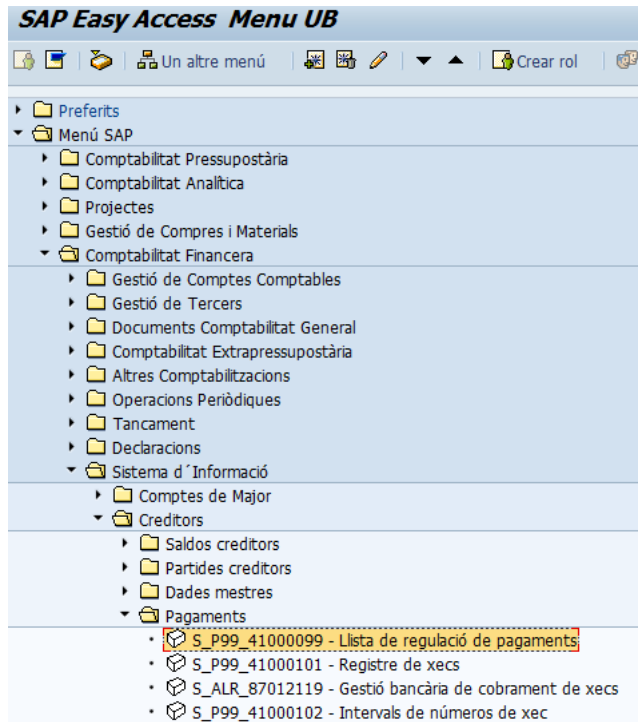 SAP Easy Access Menu UB
Un altre menú Crear rol
Preferits
Menú SAP
Comptabilitat Pressupostària
Comptabilitat Analítica
Projectes
Gestió de Compres i Materials
Comptabilitat Financera
Gestió de Comptes Comptables
Gestió de Tercers
Documents Comptabilitat General
Comptabilitat Extrapressupostària
Altres Comptabilitzacions
Operacions Periòdiques
Tancament
Declaracions
Sistema d´Informació
Comptes de Major
Creditors
Saldos creditors
Partides creditors
Dades mestres
Pagaments
S_P99_41000099 - Llista de regulació de pagaments
S_P99_41000101 - Registre de xecs
S_ALR_87012119 - Gestió bancària de cobrament de xecs
S_P99_41000102 - Intervals de números de xec